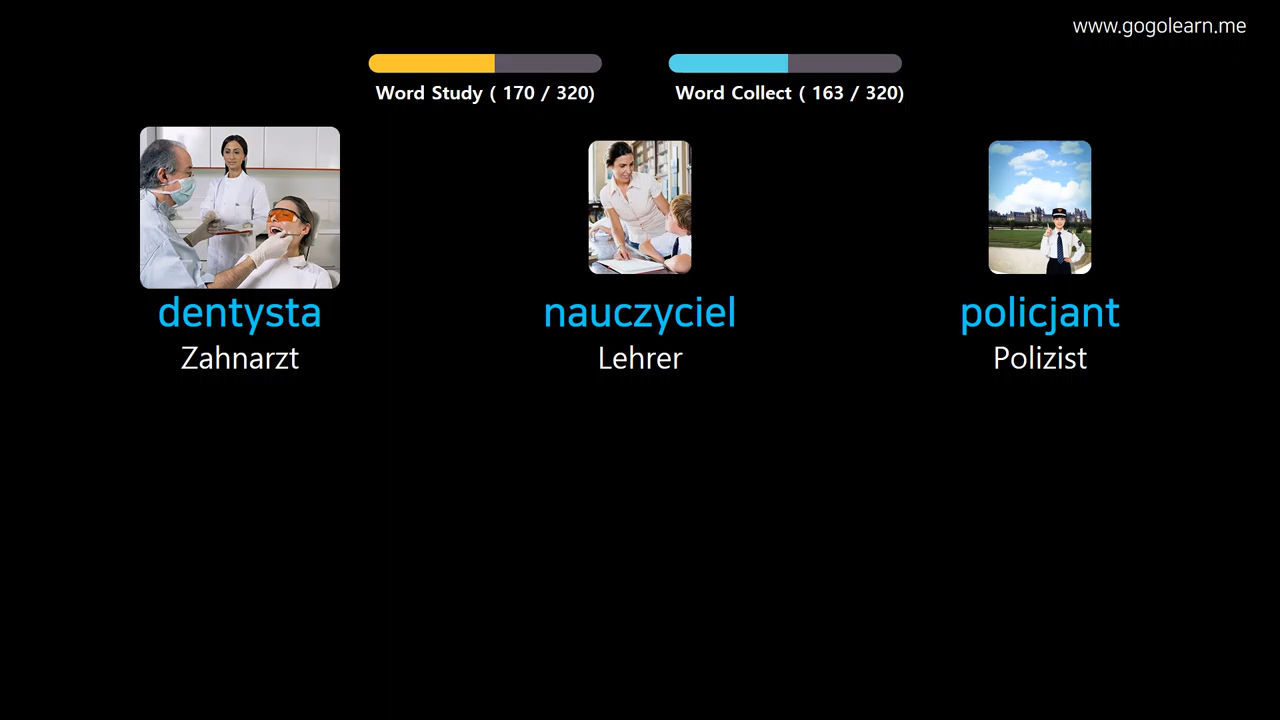 www.gogolearn.me
Word Study ( 170 / 320)
Word Collect ( 163 / 320)
dentysta
nauczyciel
policjant
Zahnarzt
Lehrer
Polizist